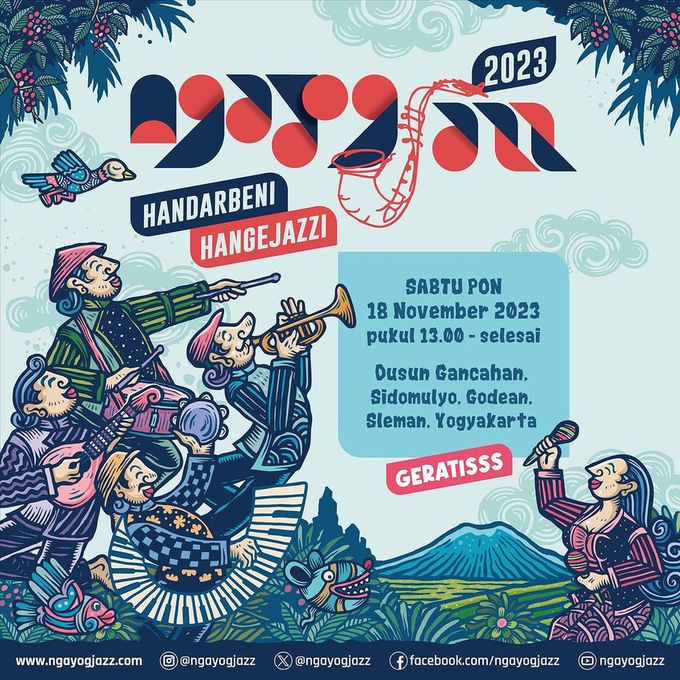 ngayogjazz
2023
HANDARBENI
HANGEJAZZI
SABTU PON
18 November 2023
pukul 13.00 - selesai
Dusun Gancahan,
Sidomulyo, Godean,
Sleman, Yogyakarta
GERATISSS
www.ngayogjazz.com @ngayogjazz @ngayogjazz facebook.com/ngayogjazz @ngayogjazz